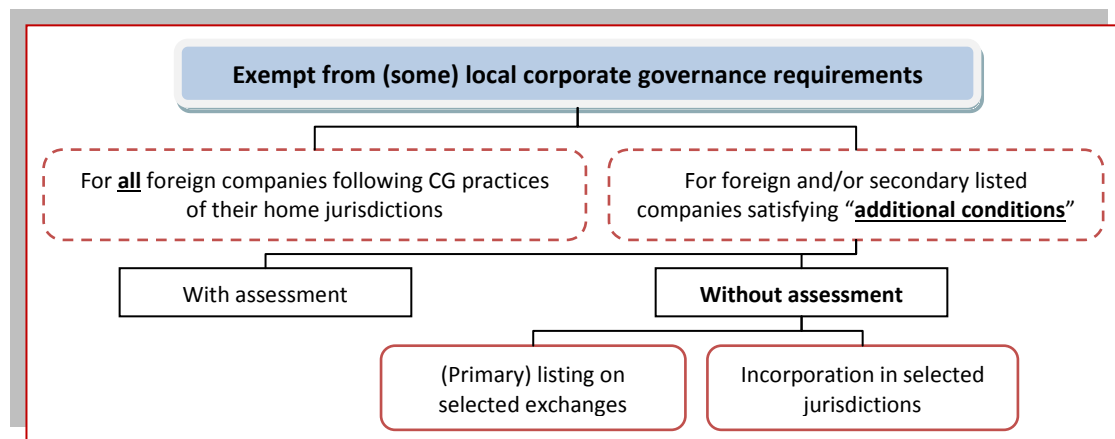 Exempt from (some) local corporate governance requirements
For all foreign companies following CG practices
of their home jurisdictions
For foreign and/or secondary listed
companies satisfying “additional conditions”
With assessment
Without assessment
(Primary) listing on
selected exchanges
Incorporation in selected
jurisdictions